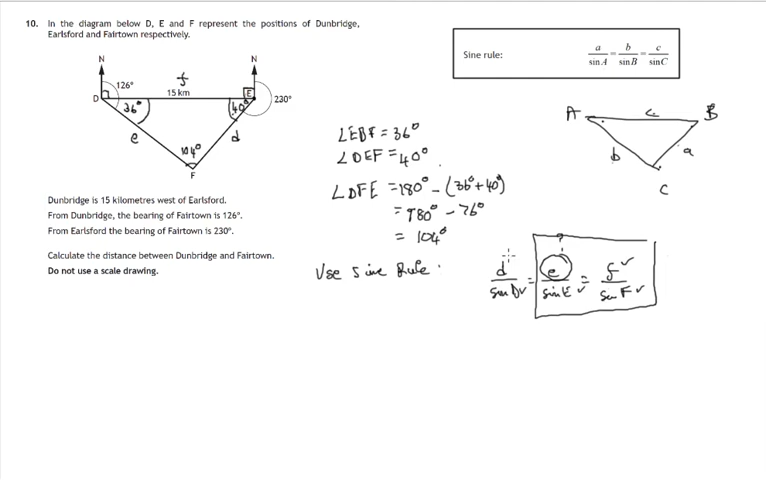 10. In the diagram below D, E and F represent the positions of Dunbridge,
Earlsford and Fairtown respectively.
N
N
126°
f
15 km
E
D
36°
40°
230°
e
104°
d
F
Dunbridge is 15 kilometres west of Earlsford.
From Dunbridge, the bearing of Fairtown is 126°.
From Earlsford the bearing of Fairtown is 230°.
Calculate the distance between Dunbridge and Fairtown.
Do not use a scale drawing.
Sine rule: a/sin A = b/sin B = c/sin C
A
c
B
b
a
C
∠EDF = 36°
∠DEF = 40°
∠DFE = 180° - (36° + 40°)
= 180° - 76°
= 104°
Use Sine Rule.
d/sin D = e/sin E = f/sin F